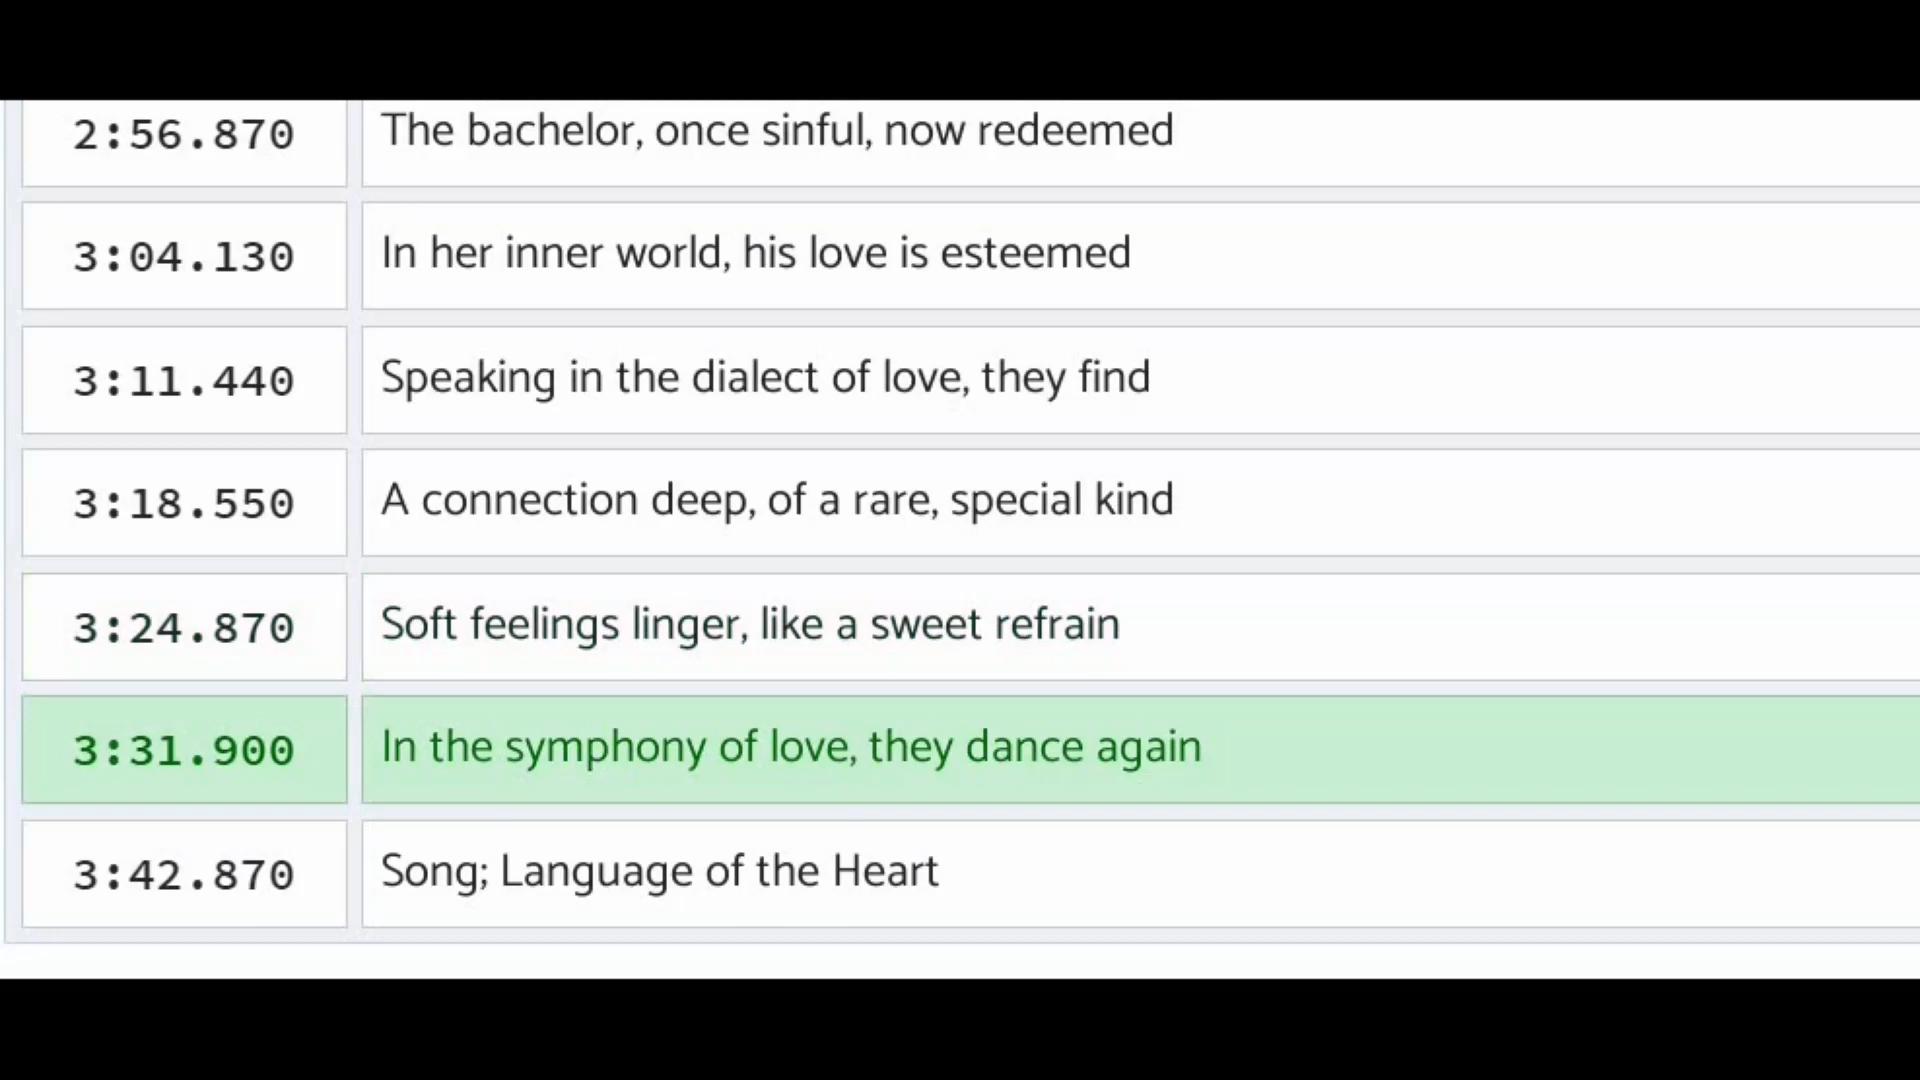 2:56.870 The bachelor, once sinful, now redeemed
3:04.130 In her inner world, his love is esteemed
3:11.440 Speaking in the dialect of love, they find
3:18.550 A connection deep, of a rare, special kind
3:24.870 Soft feelings linger, like a sweet refrain
3:31.900 In the symphony of love, they dance again
3:42.870 Song; Language of the Heart